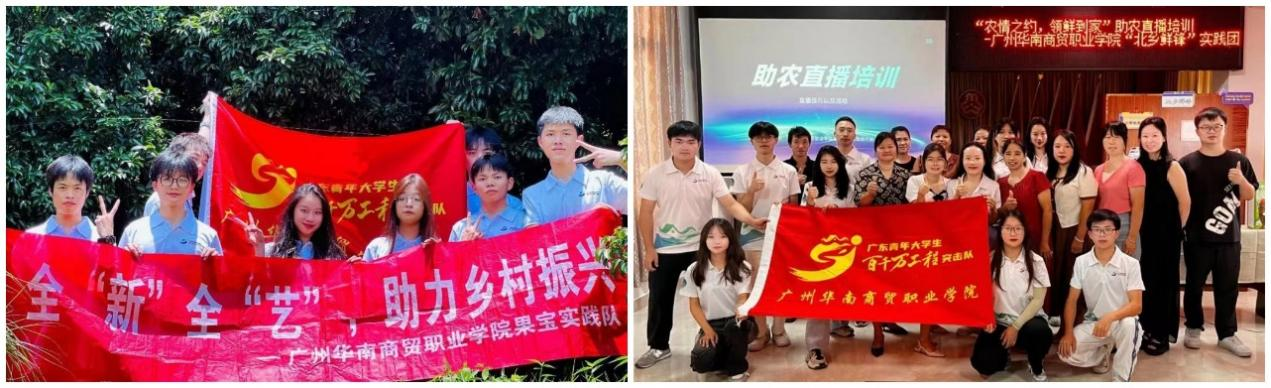 广东青年大学生
百千万工程突击队
广
全“新”全“艺”，助力乡村振兴
—广州华南商贸职业学院果宝实践队
“农情之约，领鲜到家”助农直播培训
—广州华南商贸职业学院“北乡鲜锋”实践团
助农直播培训
广东青年大学生
百千万工程突击队
广州华南商贸职业学院
GOM